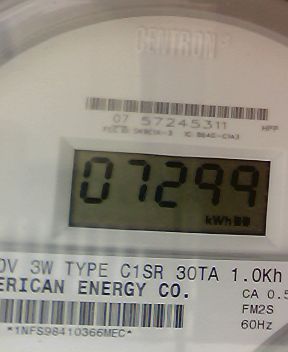 CENTRON®
07 57245311
HPP
07299
kWh
0V 3W TYPE C1SR 30TA 1.0Kh
ERICAN ENERGY CO.
CA 0.5
FM2S
60Hz
*1NFS98410366MEC*